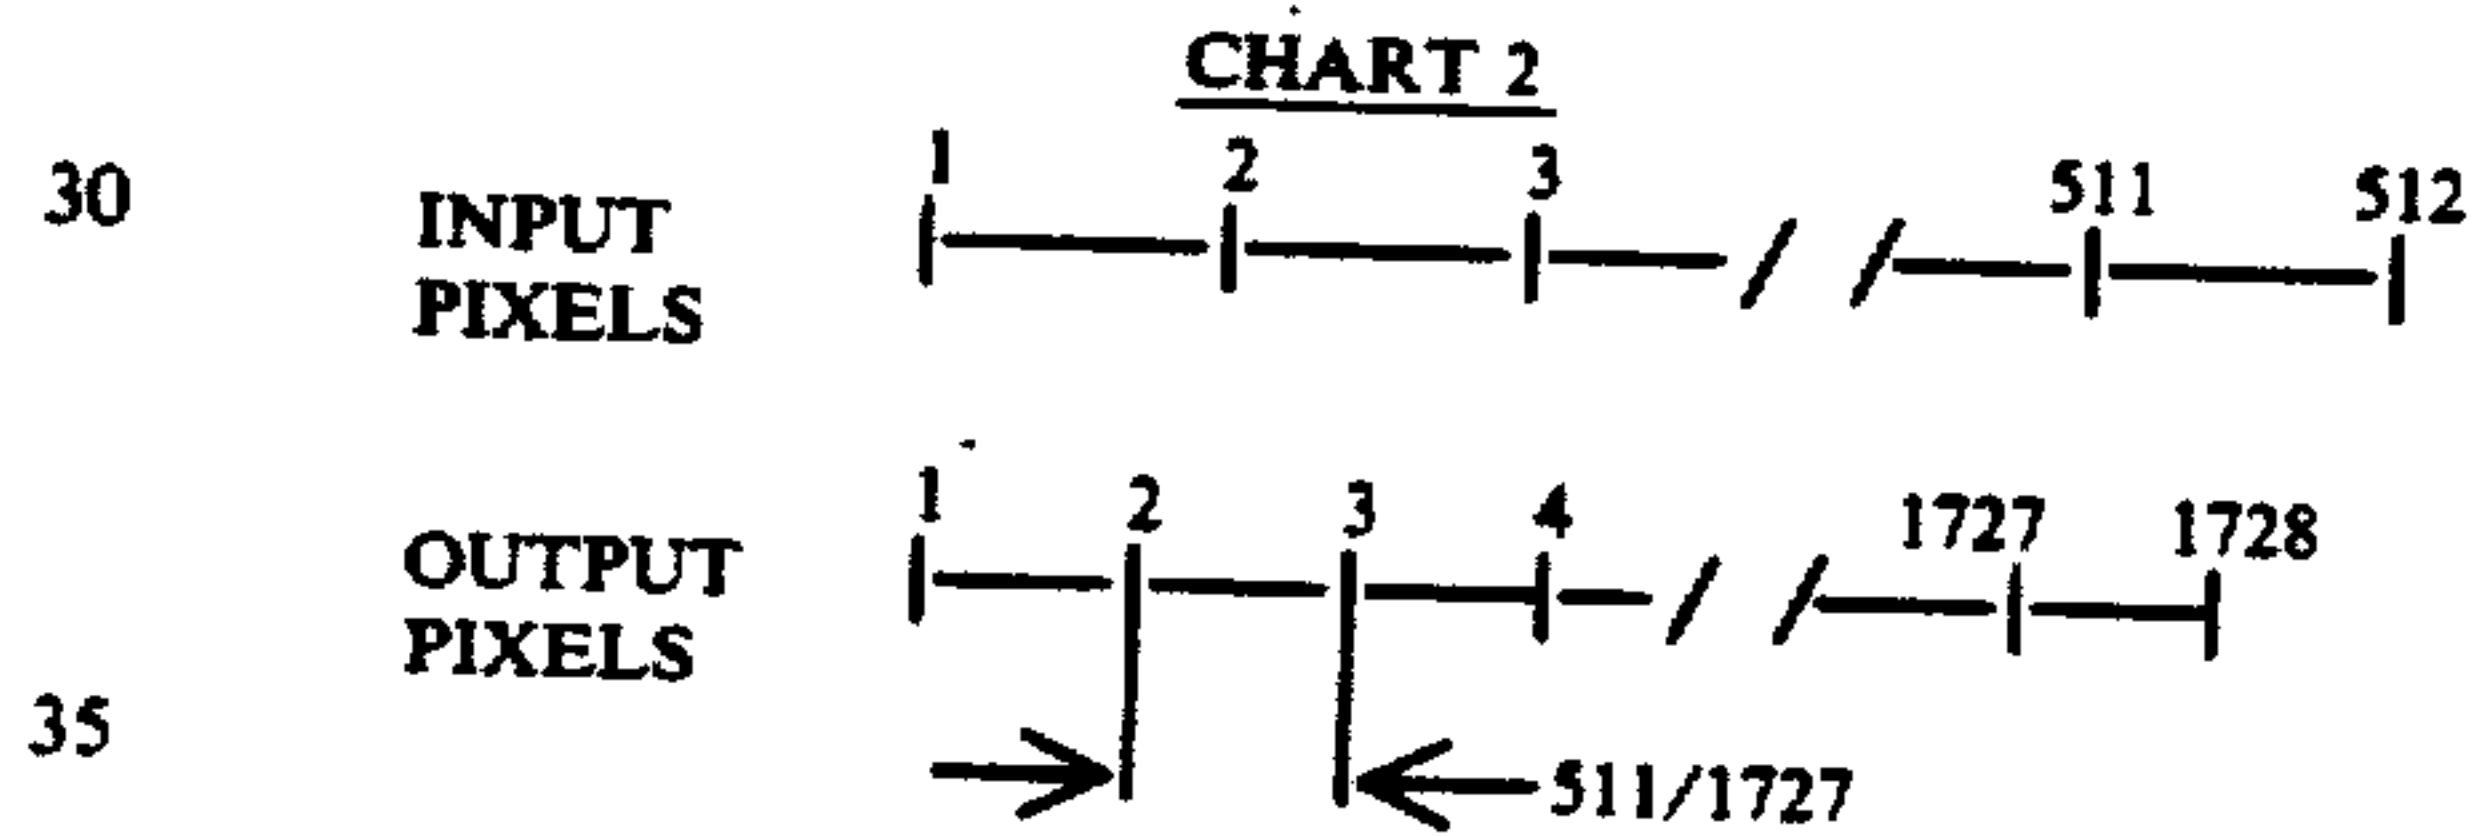 CHART 2
1 2 3 511 512
30 INPUT
PIXELS
1 2 3 4 1727 1728
OUTPUT
PIXELS
35
511/1727